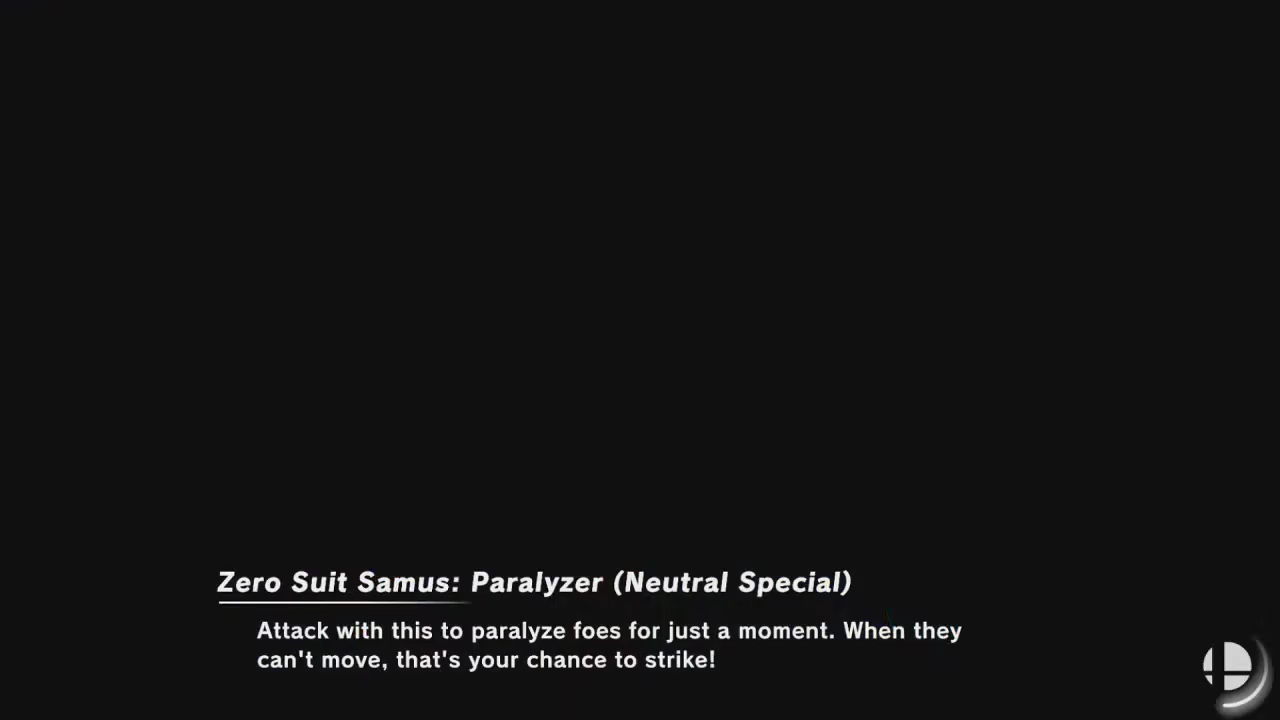 Zero Suit Samus: Paralyzer (Neutral Special)
Attack with this to paralyze foes for just a moment. When they
can't move, that's your chance to strike!